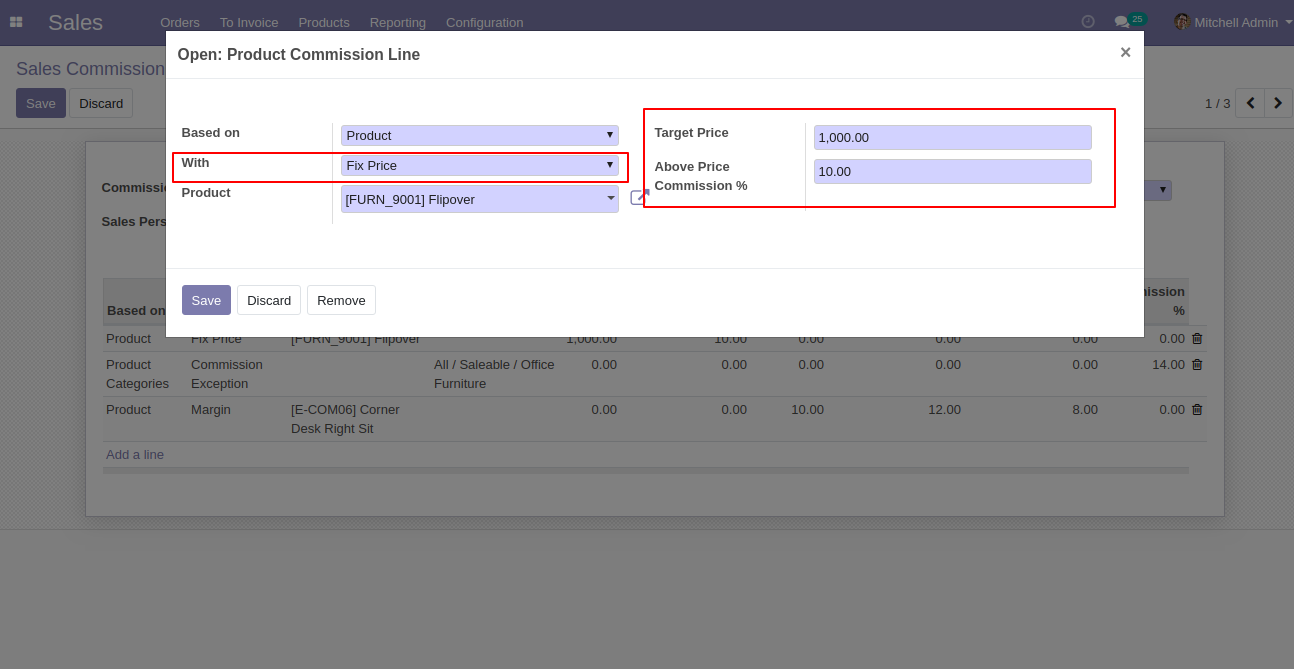 Sales Orders To Invoice Products Reporting Configuration 25 Mitchell Admin
Open: Product Commission Line ×
Sales Commission
Save Discard 1 / 3
Based on Product Target Price 1,000.00
With Fix Price Above Price Commission % 10.00
Product [FURN_9001] Flipover
Commissi
Sales Pers
Save Discard Remove
Based on ission
%
Product Fix Price [FURN_9001] Flipover 1,000.00 10.00 0.00 0.00 0.00 0.00
Product Commission All / Saleable / Office 0.00 0.00 0.00 0.00 0.00 14.00
Categories Exception Furniture
Product Margin [E-COM06] Corner 0.00 0.00 10.00 12.00 8.00 0.00
Desk Right Sit
Add a line